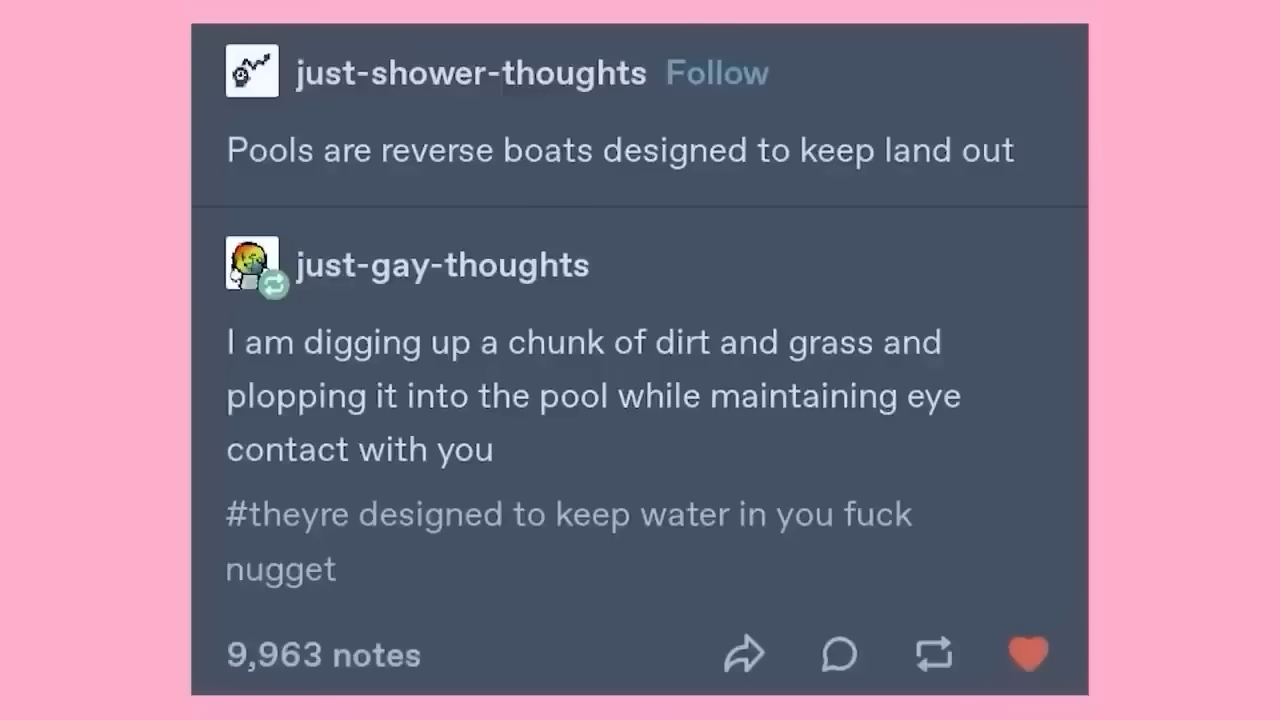 just-shower-thoughts Follow
Pools are reverse boats designed to keep land out
just-gay-thoughts
I am digging up a chunk of dirt and grass and
plopping it into the pool while maintaining eye
contact with you
#theyre designed to keep water in you fuck
nugget
9,963 notes